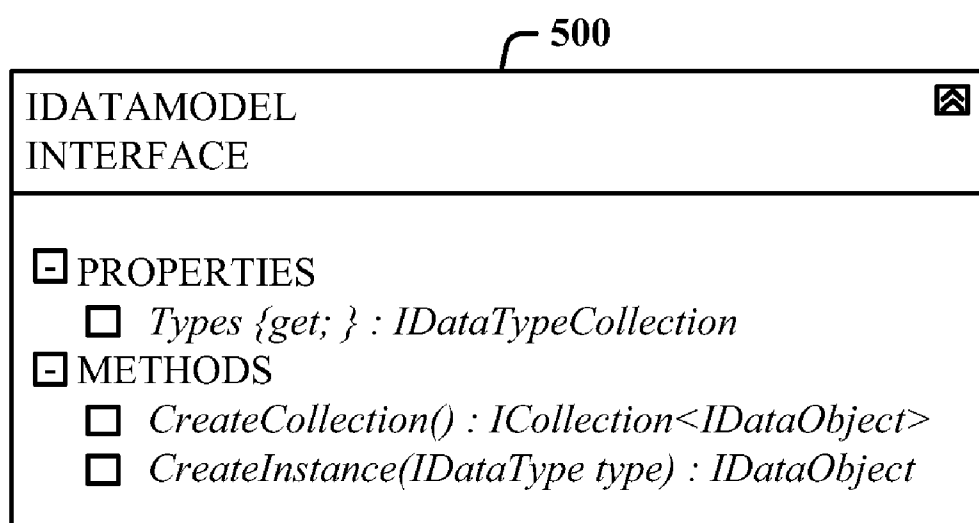 500
IDATAMODEL
INTERFACE
- PROPERTIES
Types {get; } : IDataTypeCollection
- METHODS
CreateCollection() : ICollection<IDataObject>
CreateInstance(IDataType type) : IDataObject